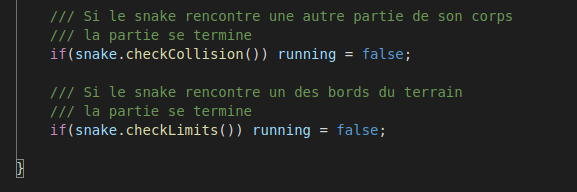 /// Si le snake rencontre une autre partie de son corps
/// la partie se termine
if(snake.checkCollision()) running = false;
/// Si le snake rencontre un des bords du terrain
/// la partie se termine
if(snake.checkLimits()) running = false;
}